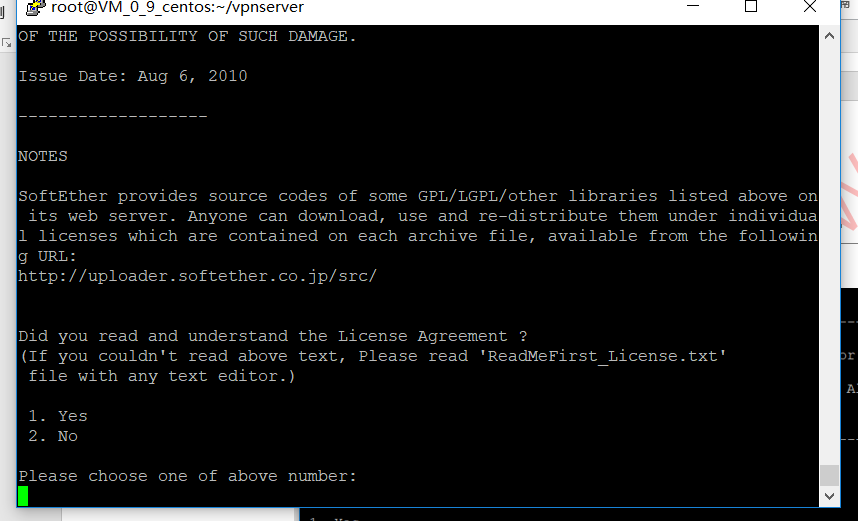 root@VM_0_9_centos:~/vpnserver
OF THE POSSIBILITY OF SUCH DAMAGE.
Issue Date: Aug 6, 2010
-------------------
NOTES
SoftEther provides source codes of some GPL/LGPL/other libraries listed above on
 its web server. Anyone can download, use and re-distribute them under individua
l licenses which are contained on each archive file, available from the followin
g URL:
http://uploader.softether.co.jp/src/
Did you read and understand the License Agreement ?
(If you couldn't read above text, Please read 'ReadMeFirst_License.txt'
 file with any text editor.)
 1. Yes
 2. No
Please choose one of above number: